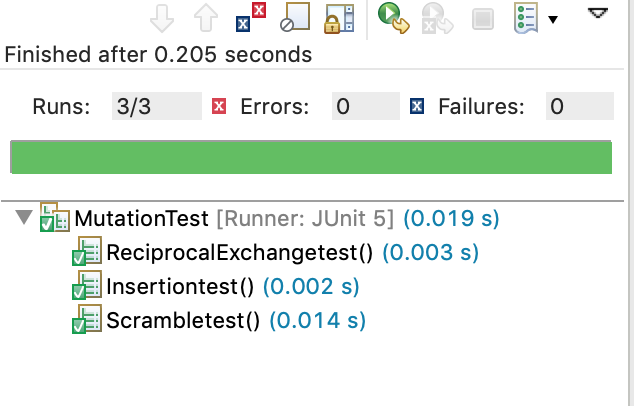 Finished after 0.205 seconds
Runs: 3/3 Errors: 0 Failures: 0
MutationTest [Runner: JUnit 5] (0.019 s)
ReciprocalExchangetest() (0.003 s)
Insertiontest() (0.002 s)
Scrambletest() (0.014 s)